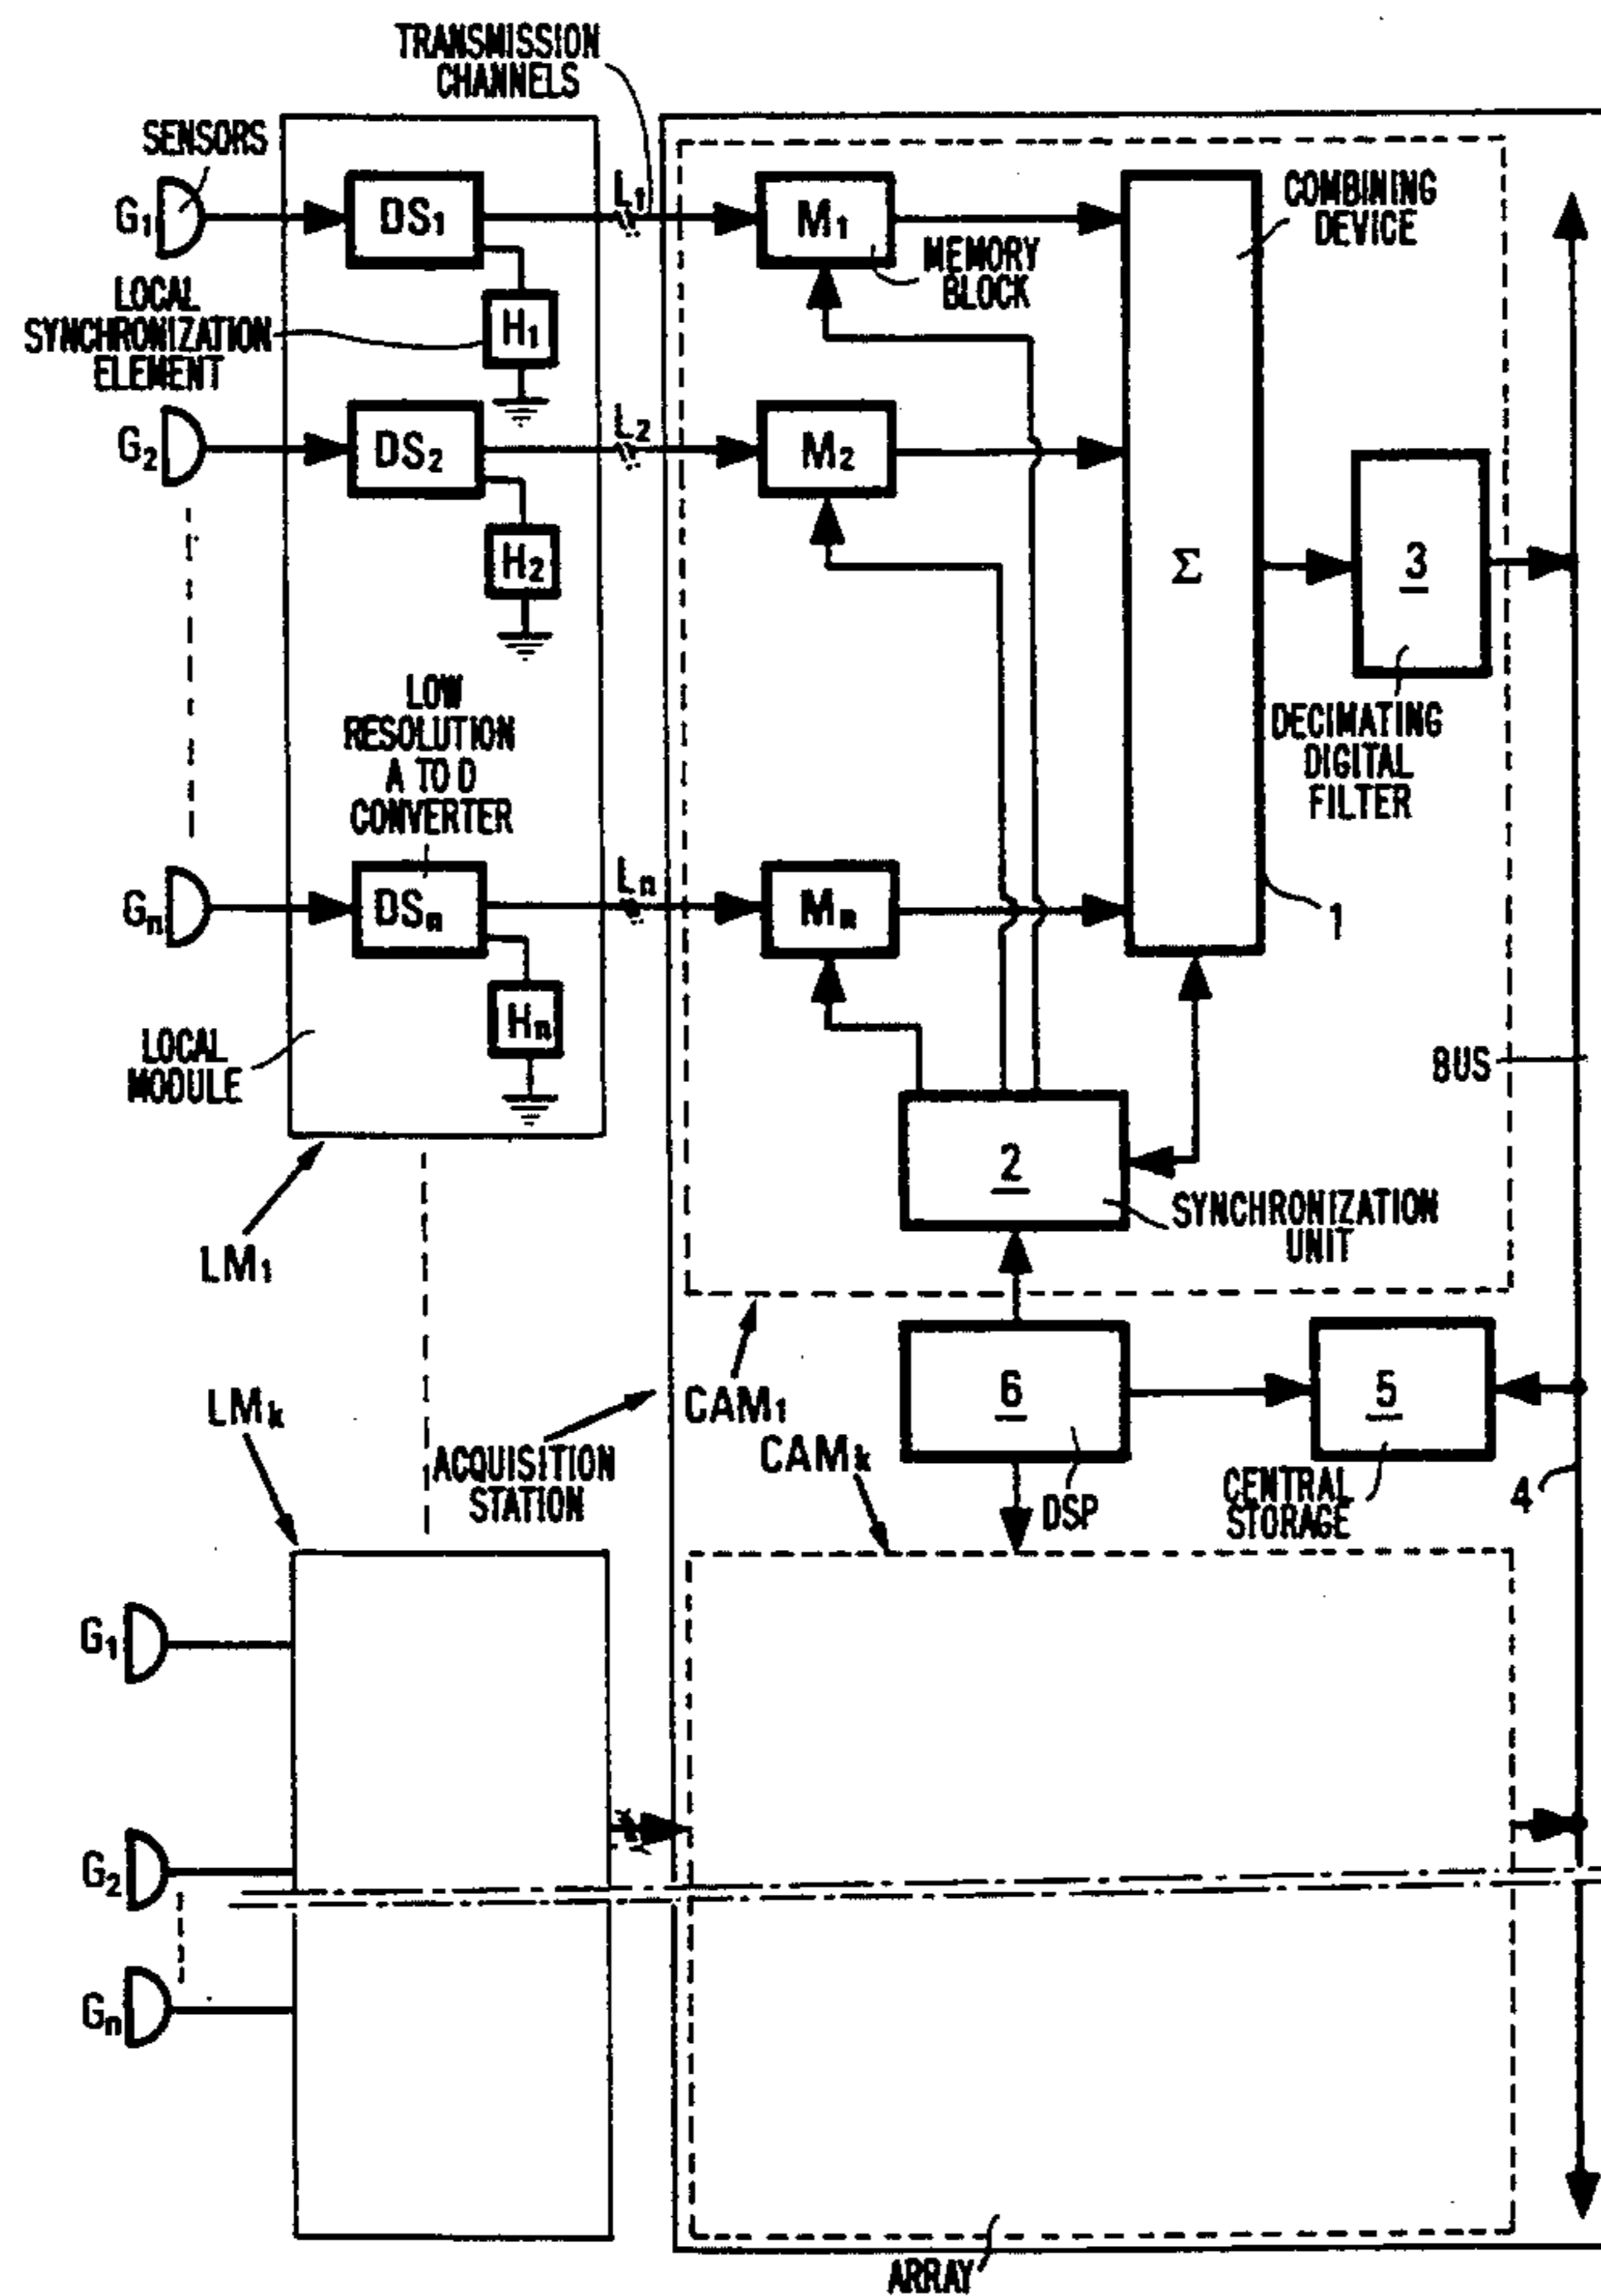 TRANSMISSION
CHANNELS
SENSORS
G1
DS1
L1
M1
COMBINING
DEVICE
MEMORY
BLOCK
LOCAL
SYNCHRONIZATION
ELEMENT
H1
G2
DS2
L2
M2
H2
Σ
3
LOW
RESOLUTION
A TO D
CONVERTER
DECIMATING
DIGITAL
FILTER
Gn
DSn
Ln
Mn
1
Hn
LOCAL
MODULE
BUS
2
SYNCHRONIZATION
UNIT
LM1
CAM1
6
5
LMk
ACQUISITION
STATION
CAMk
DSP
CENTRAL
STORAGE
4
G1
G2
Gn
ARRAY